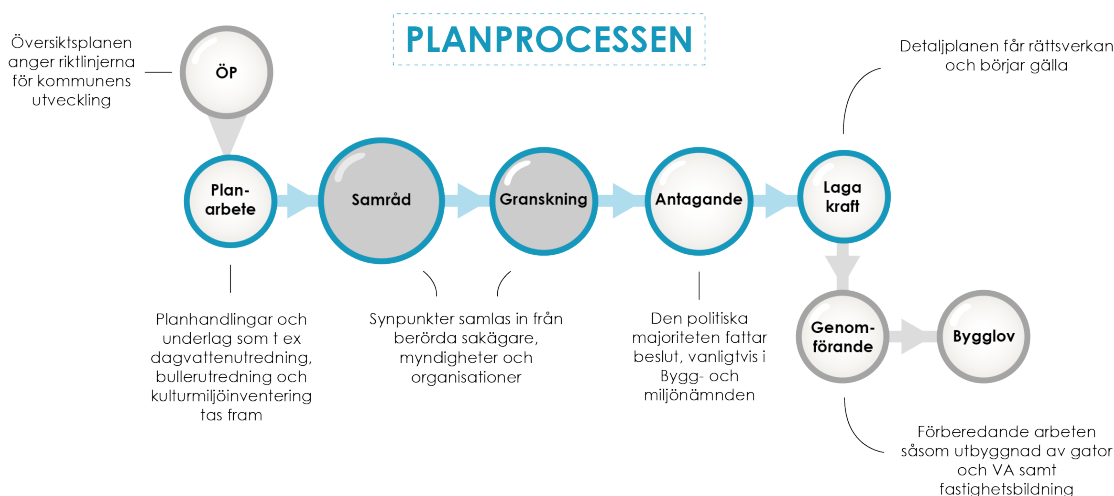 PLANPROCESSEN
Översiktsplanen
anger riktlinjerna
för kommunens
utveckling
ÖP
Detaljplanen får rättsverkan
och börjar gälla
Plan-
arbete
Samråd
Granskning
Antagande
Laga
kraft
Planhandlingar och
underlag som t ex
dagvattenutredning,
bullerutredning och
kulturmiljöinventering
tas fram
Synpunkter samlas in från
berörda sakägare,
myndigheter och
organisationer
Den politiska
majoriteten fattar
beslut, vanligtvis i
Bygg- och
miljönämnden
Genom-
förande
Bygglov
Förberedande arbeten
såsom utbyggnad av gator
och VA samt
fastighetsbildning